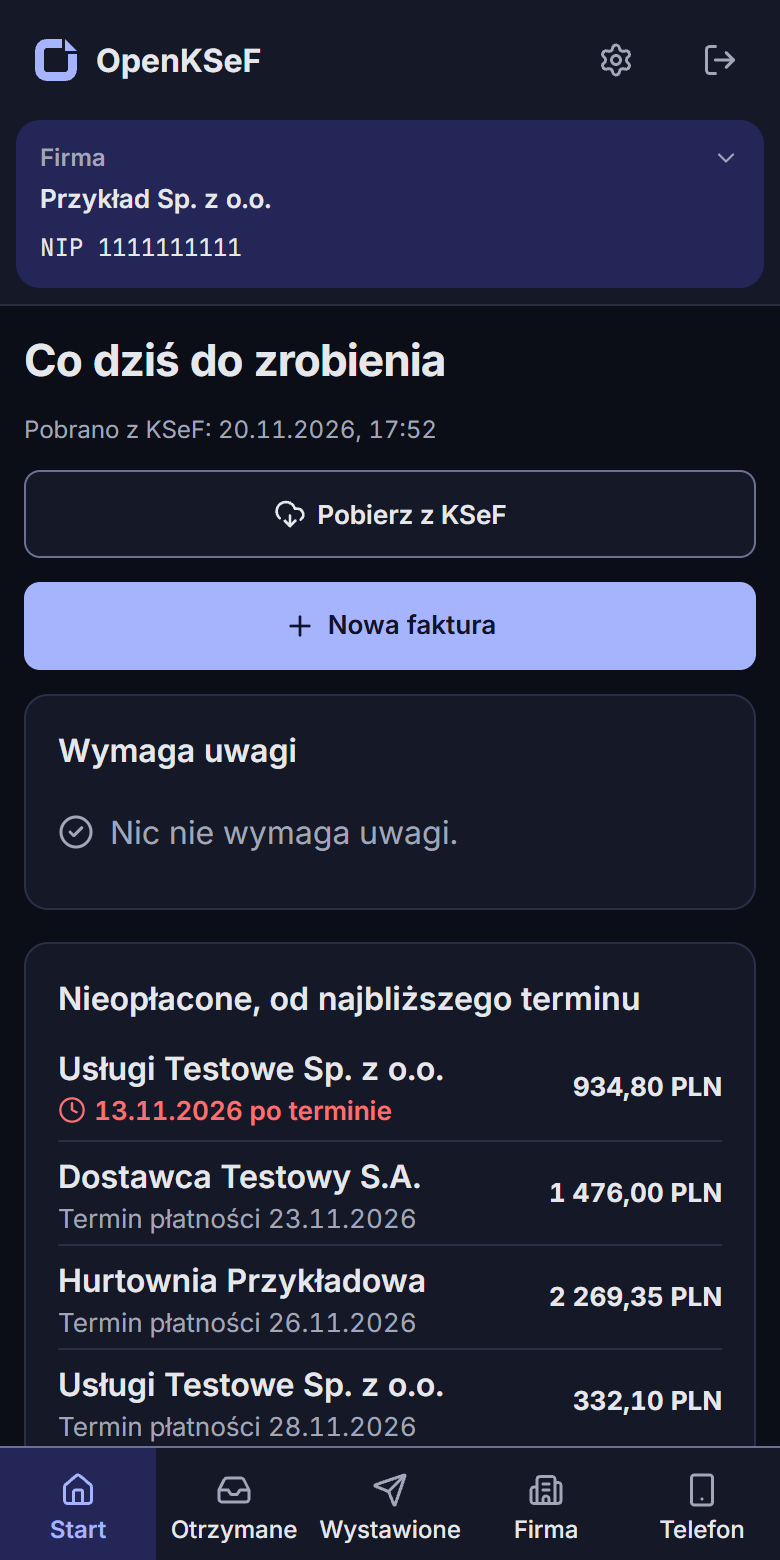 OpenKSeF
Firma
Przykład Sp. z o.o.
NIP 1111111111
Co dziś do zrobienia
Pobrano z KSeF: 20.11.2026, 17:52
Pobierz z KSeF
Nowa faktura
Wymaga uwagi
Nic nie wymaga uwagi.
Nieopłacone, od najbliższego terminu
Usługi Testowe Sp. z o.o.
934,80 PLN
13.11.2026 po terminie
Dostawca Testowy S.A.
1 476,00 PLN
Termin płatności 23.11.2026
Hurtownia Przykładowa
2 269,35 PLN
Termin płatności 26.11.2026
Usługi Testowe Sp. z o.o.
332,10 PLN
Termin płatności 28.11.2026
Start
Otrzymane
Wystawione
Firma
Telefon